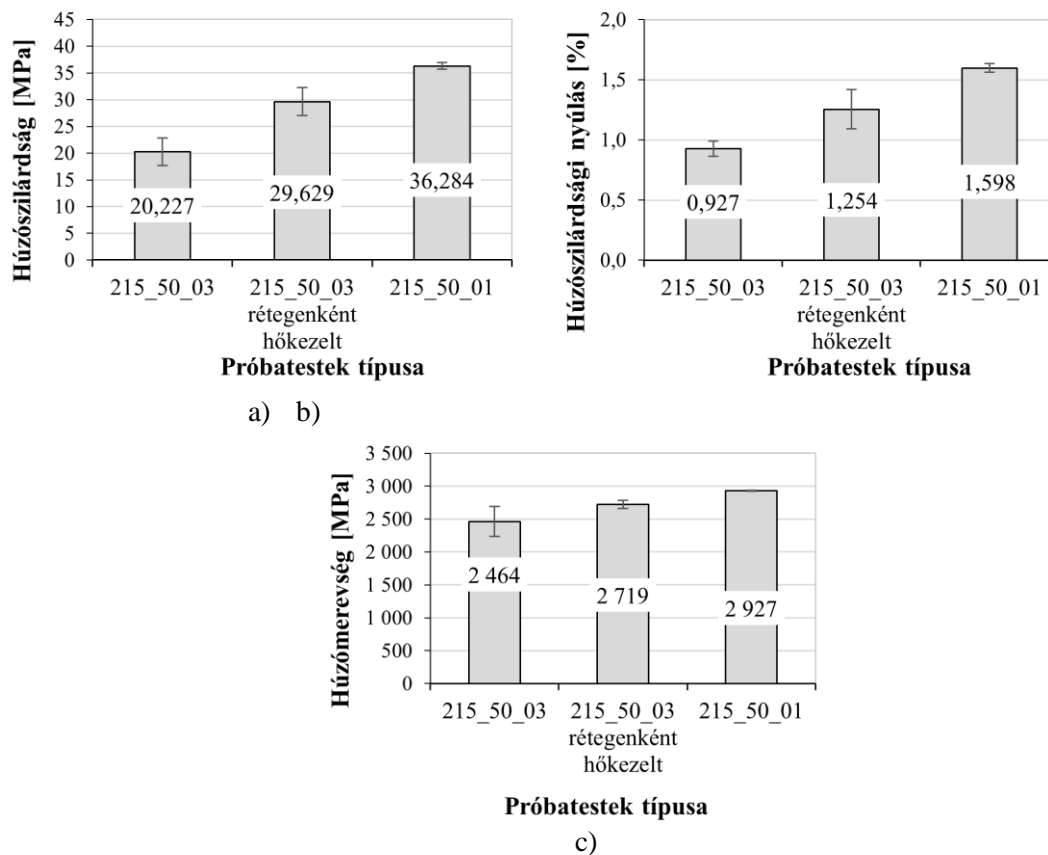 Húzószilárdság [MPa]
45
40
35
30
25
20
15
10
5
0
20,227
29,629
36,284
215_50_03
215_50_03
215_50_01
rétegenként
hőkezelt
Próbatestek típusa
Húzószilárdsági nyúlás [%]
2,0
1,5
1,0
0,5
0,0
0,927
1,254
1,598
215_50_03
215_50_03
215_50_01
rétegenként
hőkezelt
Próbatestek típusa
a) b)
Húzómerevség [MPa]
3 500
3 000
2 500
2 000
1 500
1 000
500
0
2 464
2 719
2 927
215_50_03
215_50_03
215_50_01
rétegenként
hőkezelt
Próbatestek típusa
c)